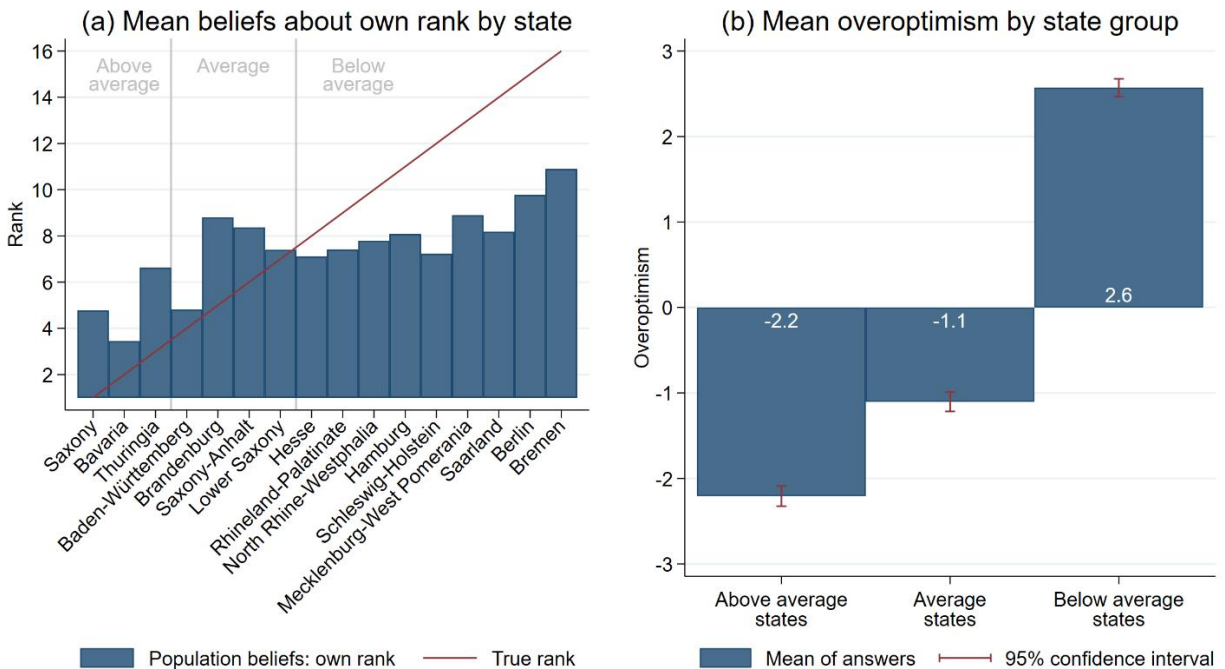 (a) Mean beliefs about own rank by state
16
14
12
10
8
6
4
2
Rank
Above
average
Average
Below
average
Saxony
Bavaria
Thuringia
Baden-Württemberg
Brandenburg
Saxony-Anhalt
Lower Saxony
Hesse
Rhineland-Palatinate
North Rhine-Westphalia
Hamburg
Schleswig-Holstein
Mecklenburg-West Pomerania
Saarland
Berlin
Bremen
Population beliefs: own rank
True rank
(b) Mean overoptimism by state group
3
2
1
0
-1
-2
-3
Overoptimism
-2.2
-1.1
2.6
Above average
states
Average
states
Below average
states
Mean of answers
95% confidence interval